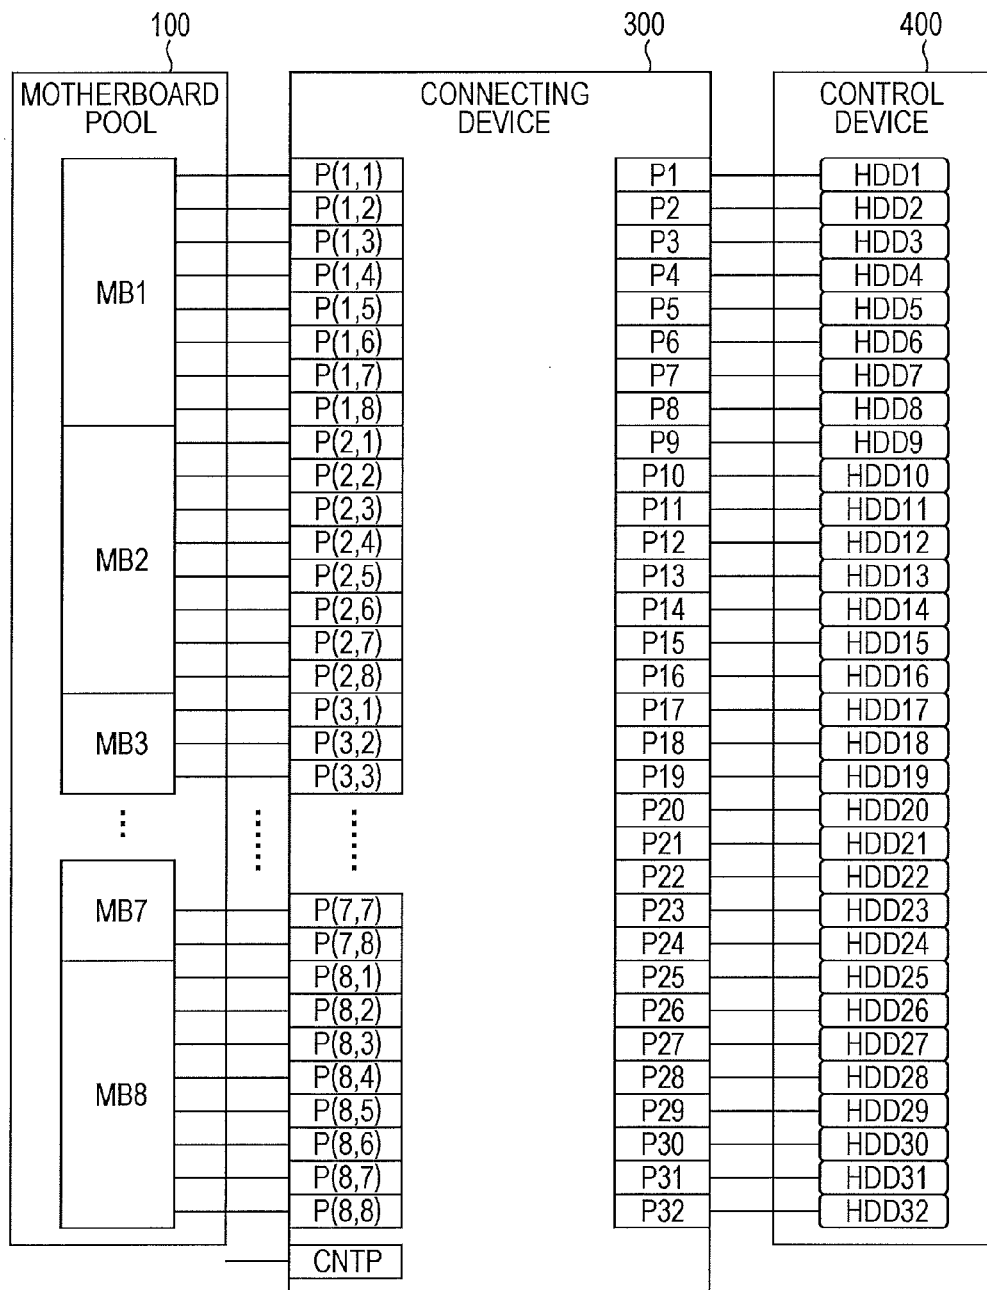 100
300
400
MOTHERBOARD
POOL
CONNECTING
DEVICE
CONTROL
DEVICE
MB1
MB2
MB3
MB7
MB8
P(1,1)
P(1,2)
P(1,3)
P(1,4)
P(1,5)
P(1,6)
P(1,7)
P(1,8)
P(2,1)
P(2,2)
P(2,3)
P(2,4)
P(2,5)
P(2,6)
P(2,7)
P(2,8)
P(3,1)
P(3,2)
P(3,3)
P(7,7)
P(7,8)
P(8,1)
P(8,2)
P(8,3)
P(8,4)
P(8,5)
P(8,6)
P(8,7)
P(8,8)
CNTP
P1
P2
P3
P4
P5
P6
P7
P8
P9
P10
P11
P12
P13
P14
P15
P16
P17
P18
P19
P20
P21
P22
P23
P24
P25
P26
P27
P28
P29
P30
P31
P32
HDD1
HDD2
HDD3
HDD4
HDD5
HDD6
HDD7
HDD8
HDD9
HDD10
HDD11
HDD12
HDD13
HDD14
HDD15
HDD16
HDD17
HDD18
HDD19
HDD20
HDD21
HDD22
HDD23
HDD24
HDD25
HDD26
HDD27
HDD28
HDD29
HDD30
HDD31
HDD32